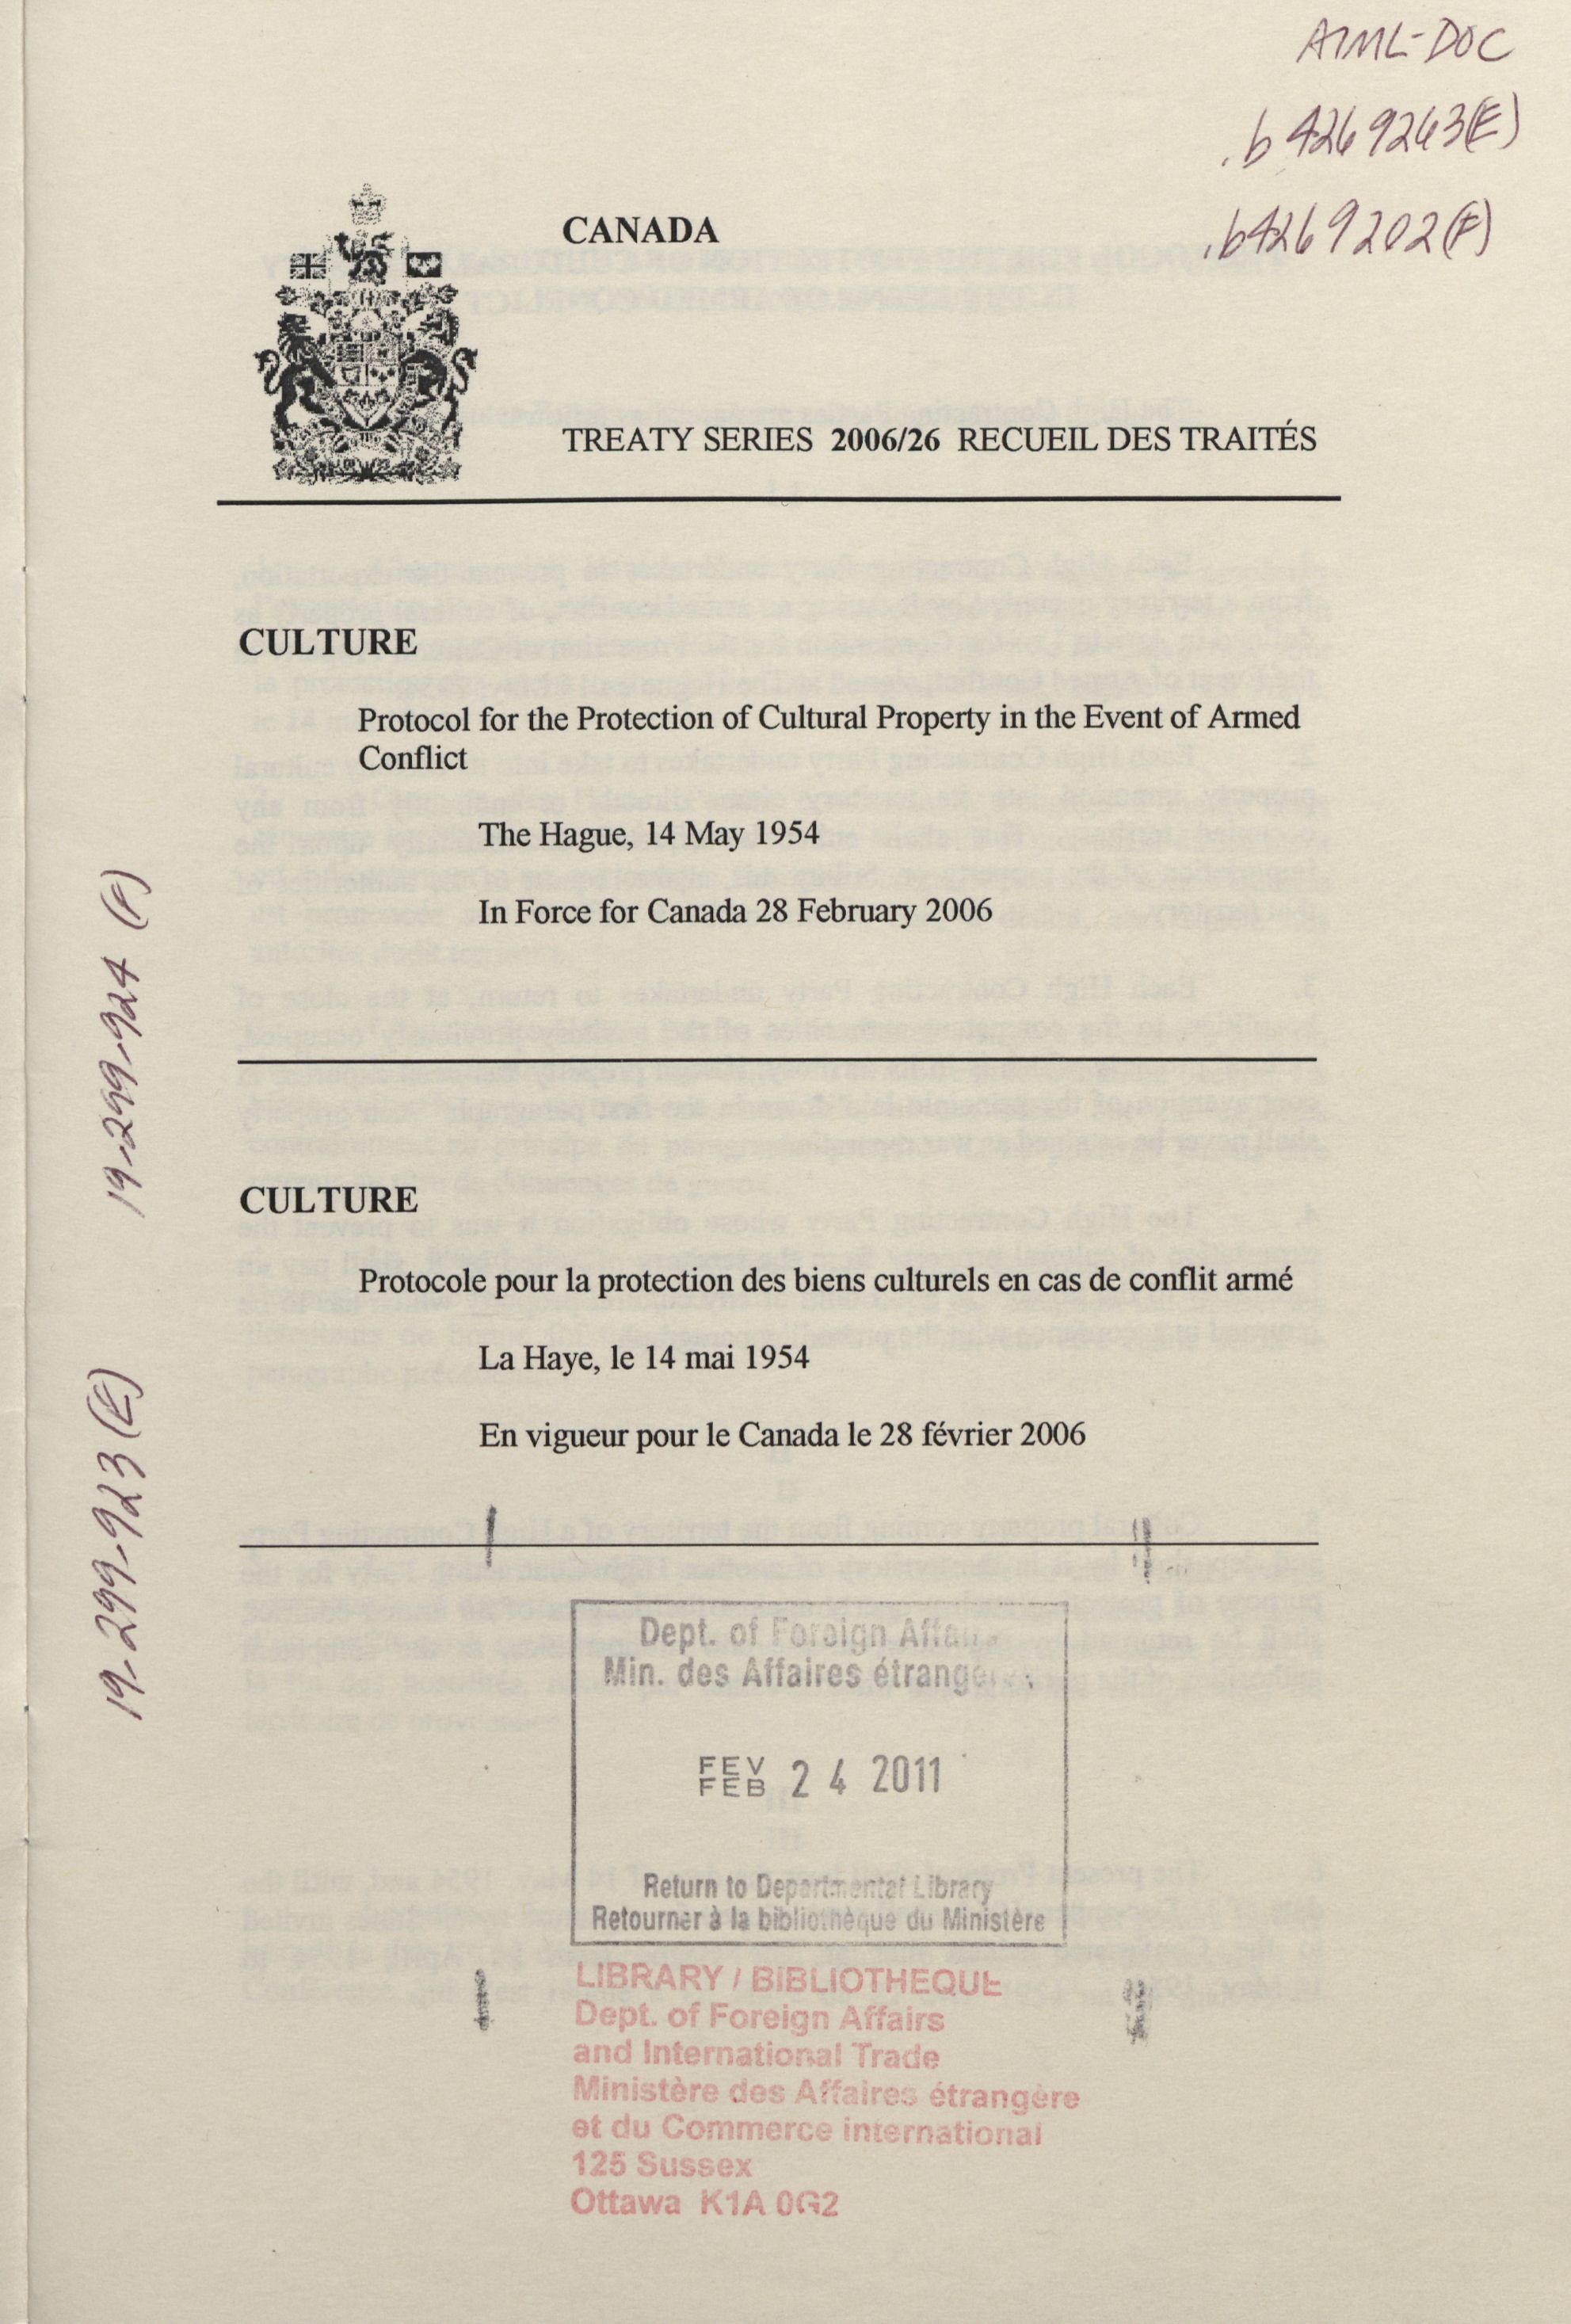 AIML-DOC
.b4269263(E)
.b4269202(F)
CANADA
TREATY SERIES 2006/26 RECUEIL DES TRAITÉS
CULTURE
Protocol for the Protection of Cultural Property in the Event of Armed
Conflict
The Hague, 14 May 1954
In Force for Canada 28 February 2006
CULTURE
Protocole pour la protection des biens culturels en cas de conflit armé
La Haye, le 14 mai 1954
En vigueur pour le Canada le 28 février 2006
19-299-924 (F)
19-299-923 (E)
Dept. of Foreign Affairs
Min. des Affaires étrangères
FEV
FEB 24 2011
Return to Departmental Library
Retourner à la bibliothèque du Ministère
LIBRARY / BIBLIOTHEQUE
Dept. of Foreign Affairs
and International Trade
Ministère des Affaires étrangère
et du Commerce international
125 Sussex
Ottawa K1A 0G2